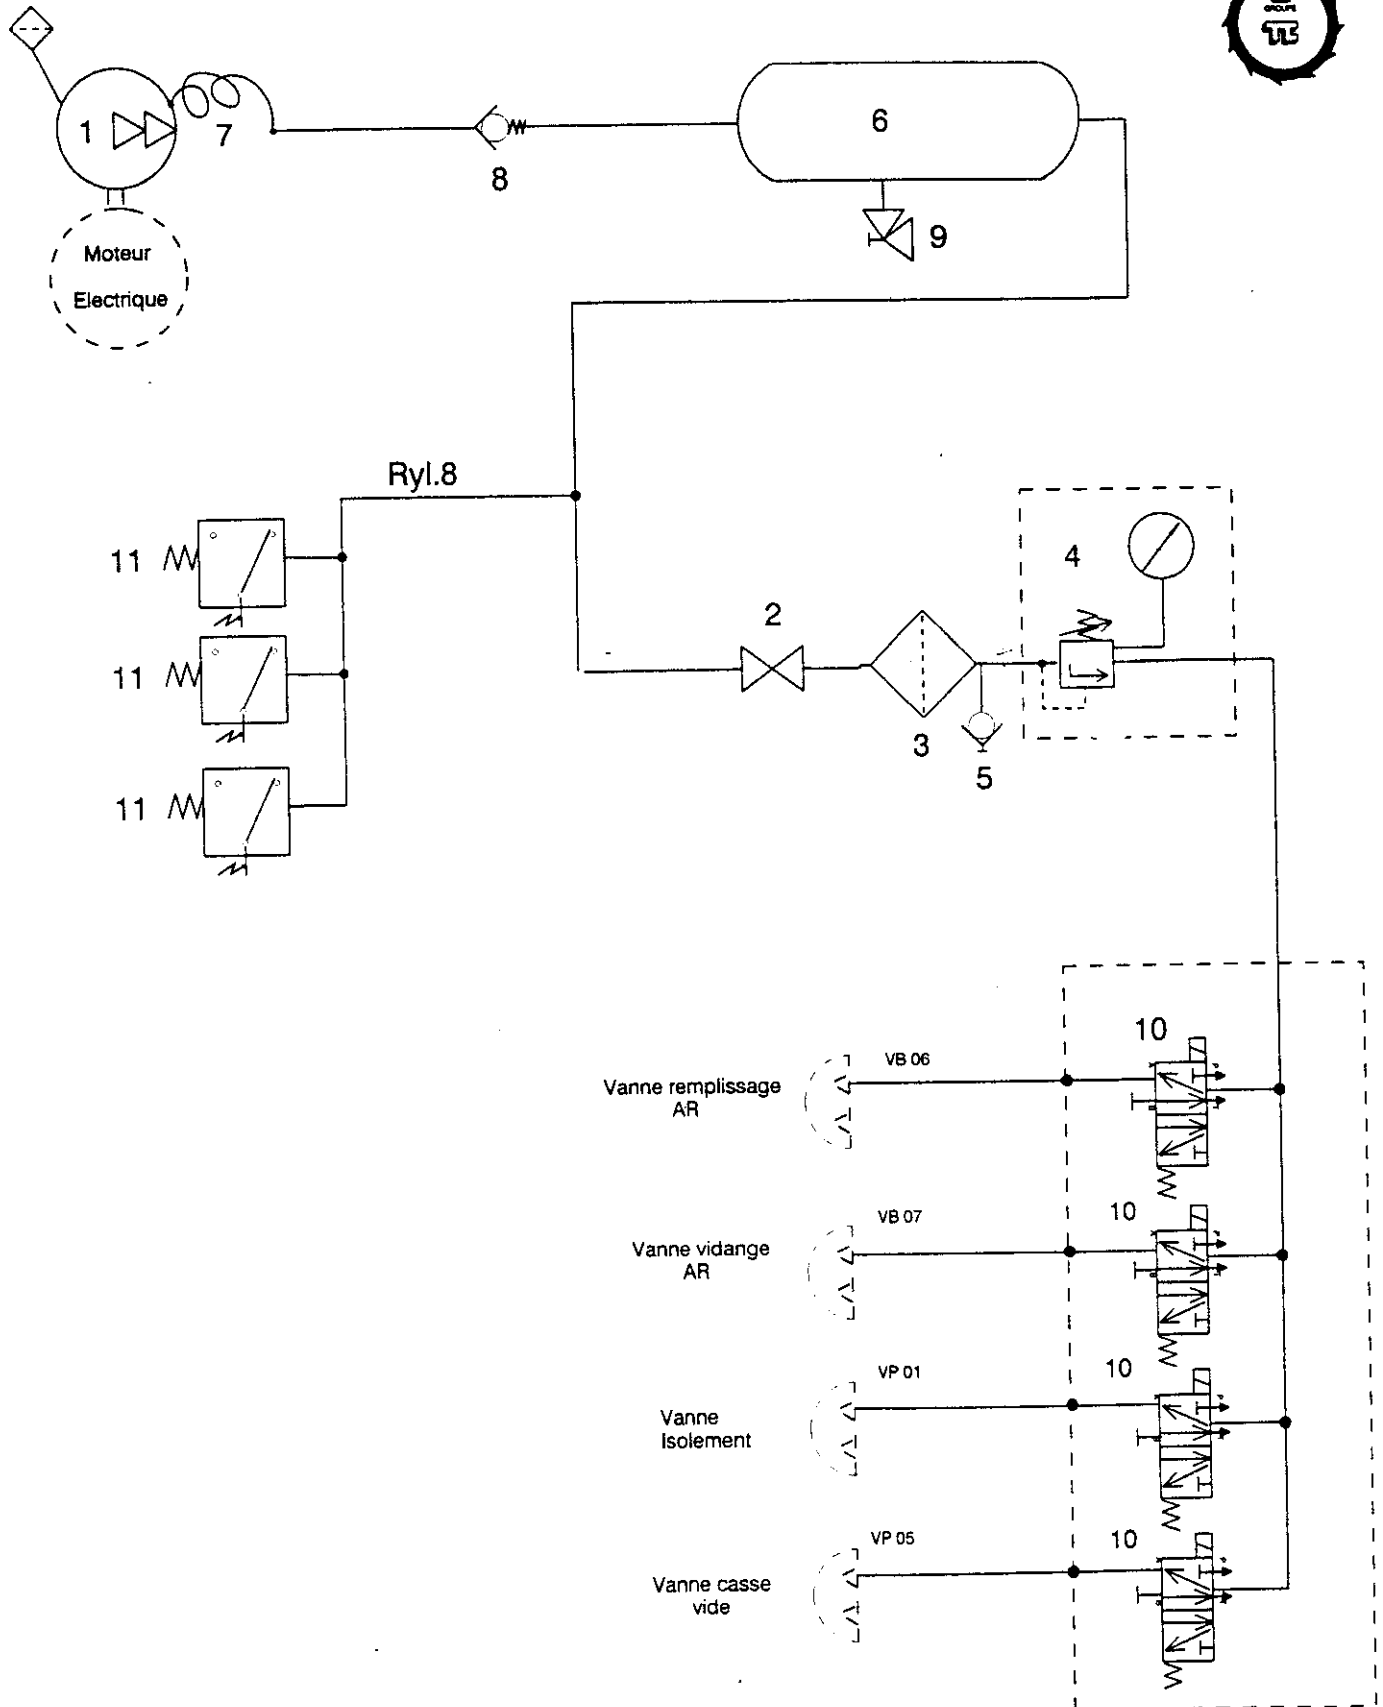 GROUPE
1
7
8
6
9
Moteur
Electrique
Ryl.8
11
11
11
2
3
5
4
10
VB 06
Vanne remplissage
AR
10
VB 07
Vanne vidange
AR
10
VP 01
Vanne
Isolement
10
VP 05
Vanne casse
vide